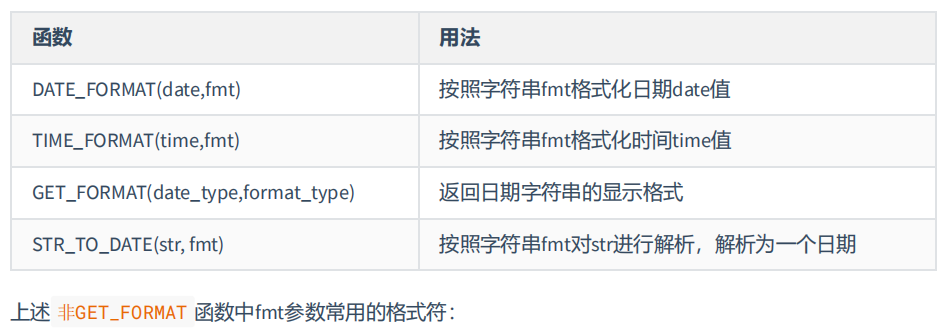 函数 用法
DATE_FORMAT(date,fmt) 按照字符串fmt格式化日期date值
TIME_FORMAT(time,fmt) 按照字符串fmt格式化时间time值
GET_FORMAT(date_type,format_type) 返回日期字符串的显示格式
STR_TO_DATE(str, fmt) 按照字符串fmt对str进行解析，解析为一个日期
上述 非GET_FORMAT 函数中fmt参数常用的格式符：